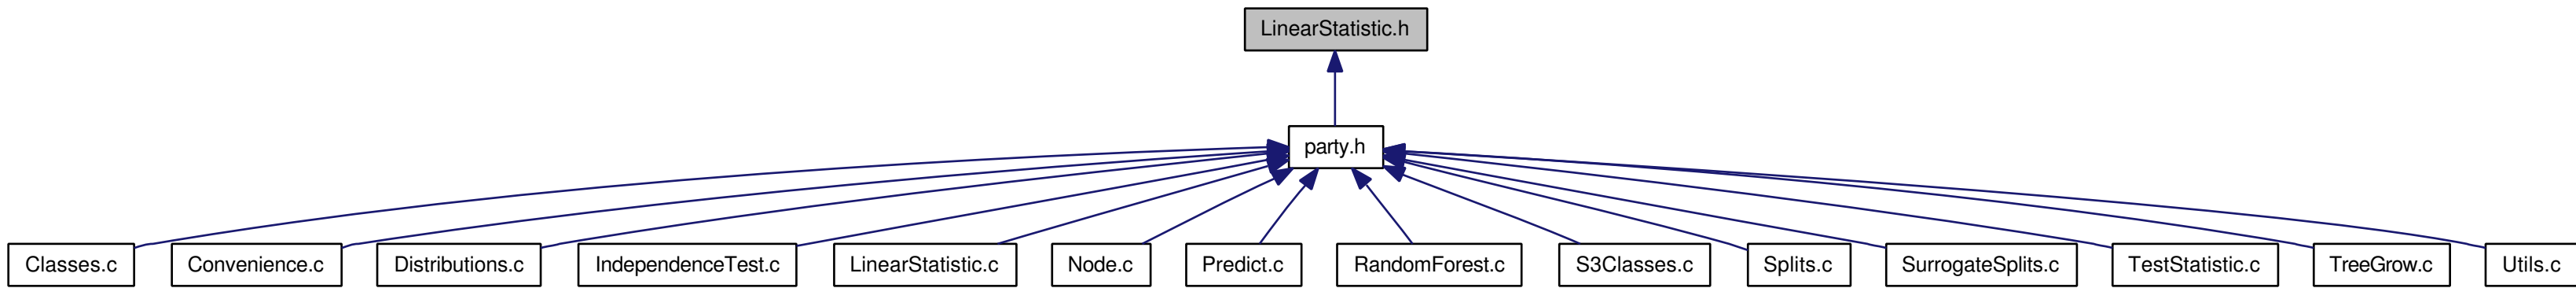 LinearStatistic.h
party.h
Classes.c
Convenience.c
Distributions.c
IndependenceTest.c
LinearStatistic.c
Node.c
Predict.c
RandomForest.c
S3Classes.c
Splits.c
SurrogateSplits.c
TestStatistic.c
TreeGrow.c
Utils.c